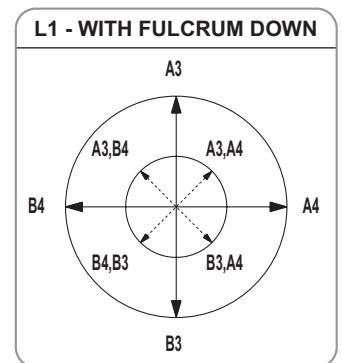 L1 - WITH FULCRUM DOWN
A3
A3,B4 A3,A4
B4 A4
B4,B3 B3,A4
B3